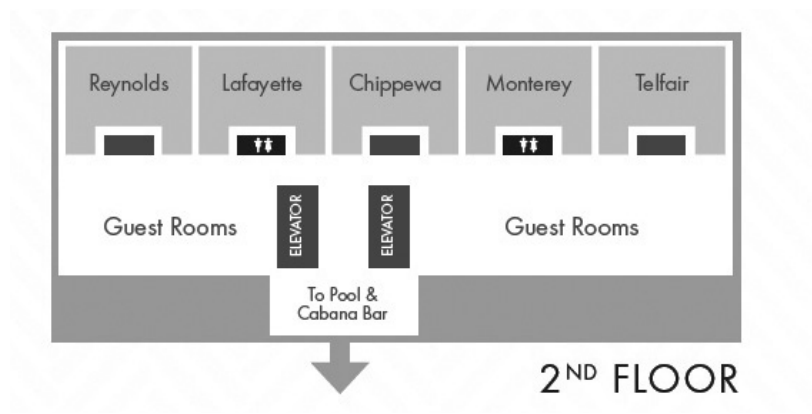 Reynolds
Lafayette
Chippewa
Monterey
Telfair
Guest Rooms
ELEVATOR
ELEVATOR
Guest Rooms
To Pool &
Cabana Bar
2ND FLOOR